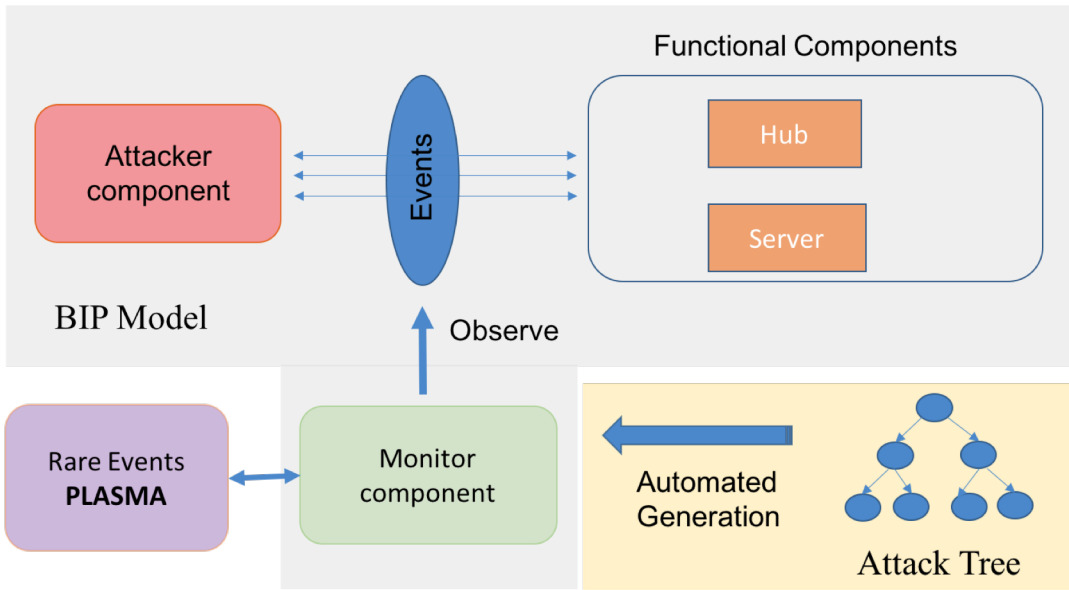 Functional Components
Attacker
component
Events
Hub
Server
BIP Model
Observe
Rare Events
PLASMA
Monitor
component
Automated
Generation
Attack Tree